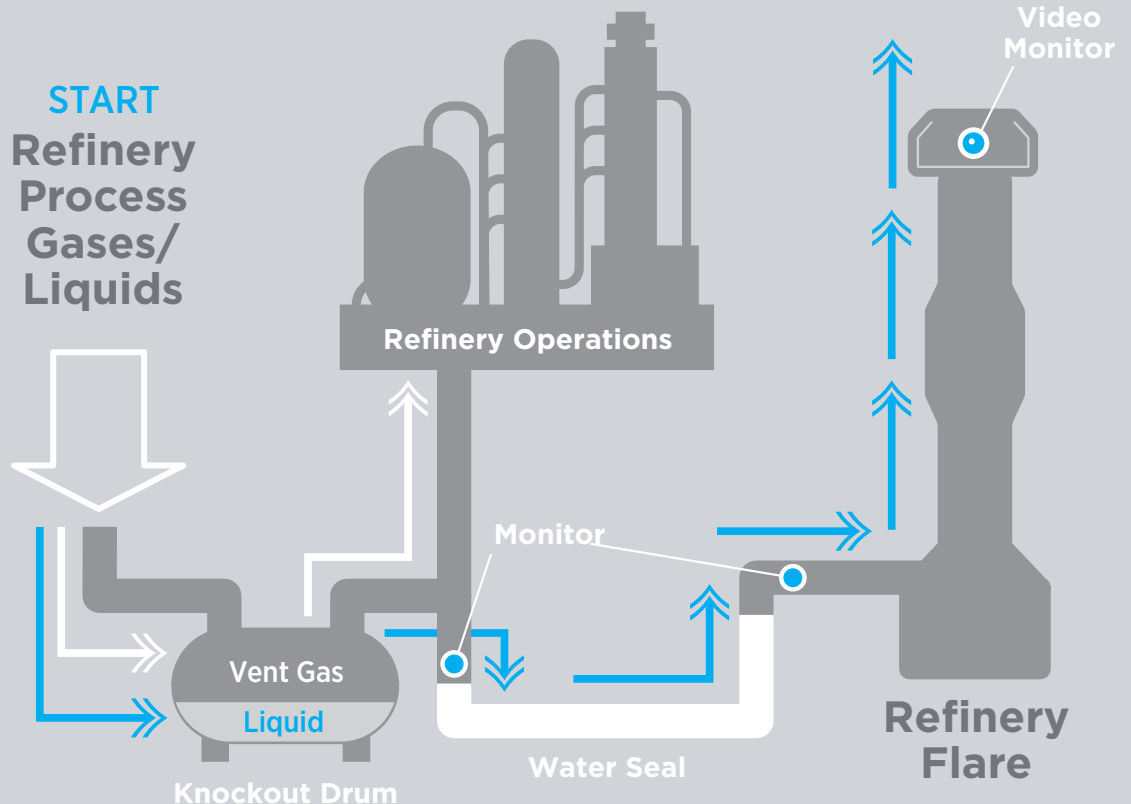 START
Refinery
Process
Gases/
Liquids
Video
Monitor
Refinery Operations
Monitor
Vent Gas
Liquid
Knockout Drum
Water Seal
Refinery
Flare